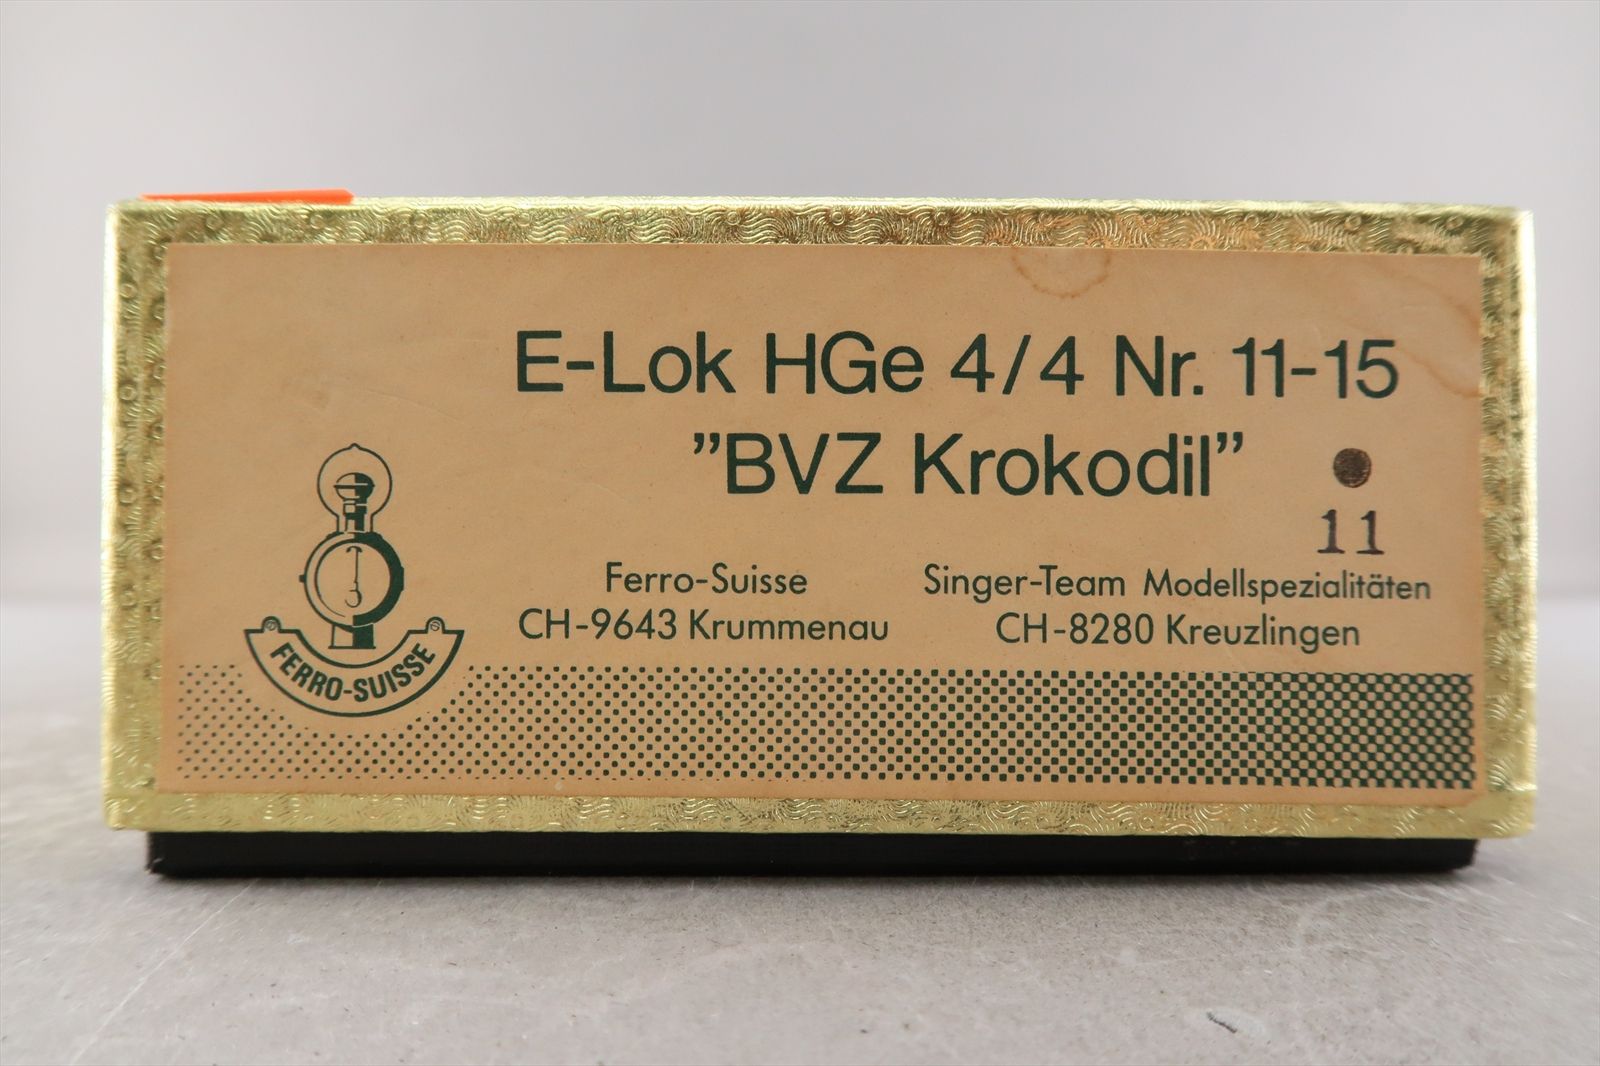 E-Lok HGe 4/4 Nr. 11-15
"BVZ Krokodil"
11
Ferro-Suisse
CH-9643 Krummenau
Singer-Team Modellspezialitäten
CH-8280 Kreuzlingen
FERRO-SUISSE